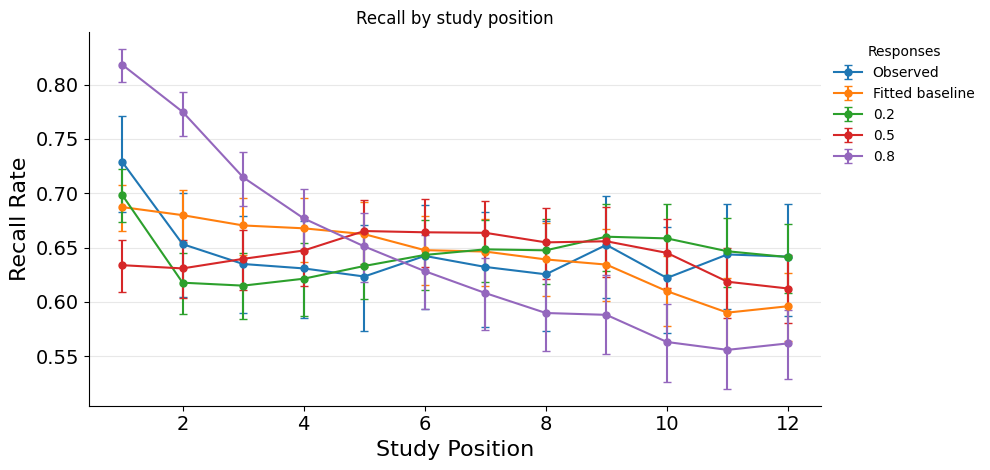 Recall by study position
Recall Rate
0.80
0.75
0.70
0.65
0.60
0.55
2 4 6 8 10 12
Study Position
Responses
Observed
Fitted baseline
0.2
0.5
0.8